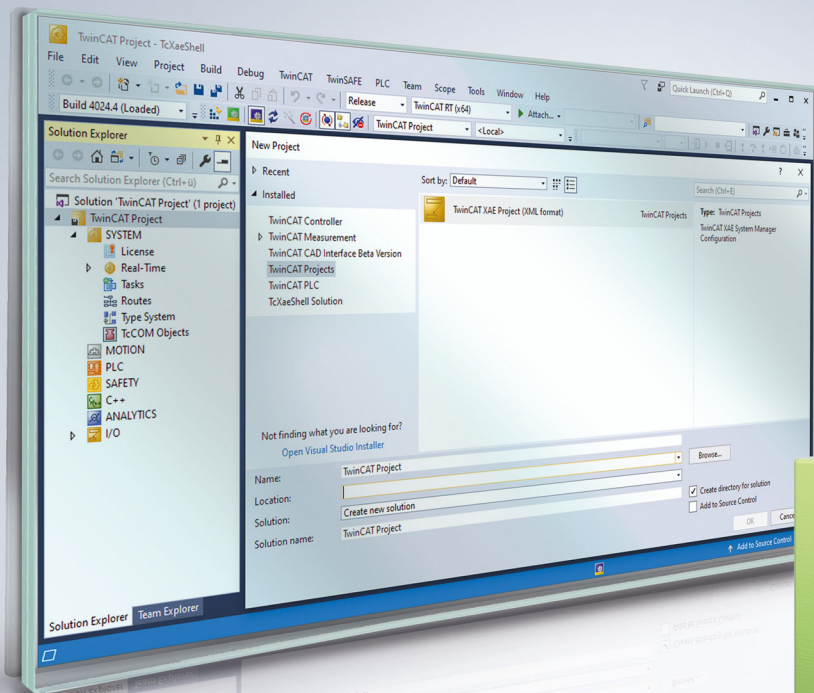 TwinCAT Project - TcXaeShell
Quick Launch (Ctrl+Q)
File Edit View Project Build Debug TwinCAT TwinSAFE PLC Team Scope Tools Window Help
Release TwinCAT RT (x64) Attach...
Build 4024.4 (Loaded) TwinCAT Project <Local>
Solution Explorer
Search Solution Explorer (Ctrl+ü)
Solution 'TwinCAT Project' (1 project)
TwinCAT Project
SYSTEM
License
Real-Time
Tasks
Routes
Type System
TcCOM Objects
MOTION
PLC
SAFETY
C++
ANALYTICS
I/O
Solution Explorer Team Explorer
New Project
? X
Recent
Installed
TwinCAT Controller
TwinCAT Measurement
TwinCAT CAD Interface Beta Version
TwinCAT Projects
TwinCAT PLC
TcXaeShell Solution
Not finding what you are looking for?
Open Visual Studio Installer
Sort by: Default
TwinCAT XAE Project (XML format) TwinCAT Projects
Search (Ctrl+E)
Type: TwinCAT Projects
TwinCAT XAE System Manager
Configuration
Name: TwinCAT Project
Location:
Browse...
Solution: Create new solution
Solution name: TwinCAT Project
Create directory for solution
Add to Source Control
OK Cance
Add to Source Control